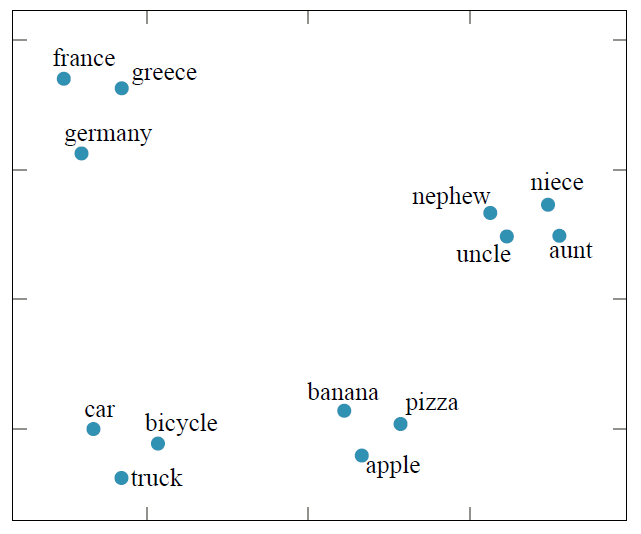 france
greece
germany
niece
nephew
uncle
aunt
banana
pizza
car
bicycle
apple
truck